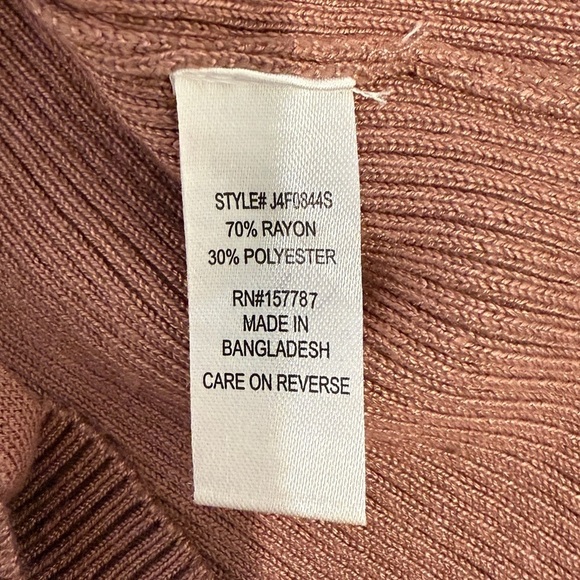 STYLE# J4F0844S
70% RAYON
30% POLYESTER
RN#157787
MADE IN
BANGLADESH
CARE ON REVERSE